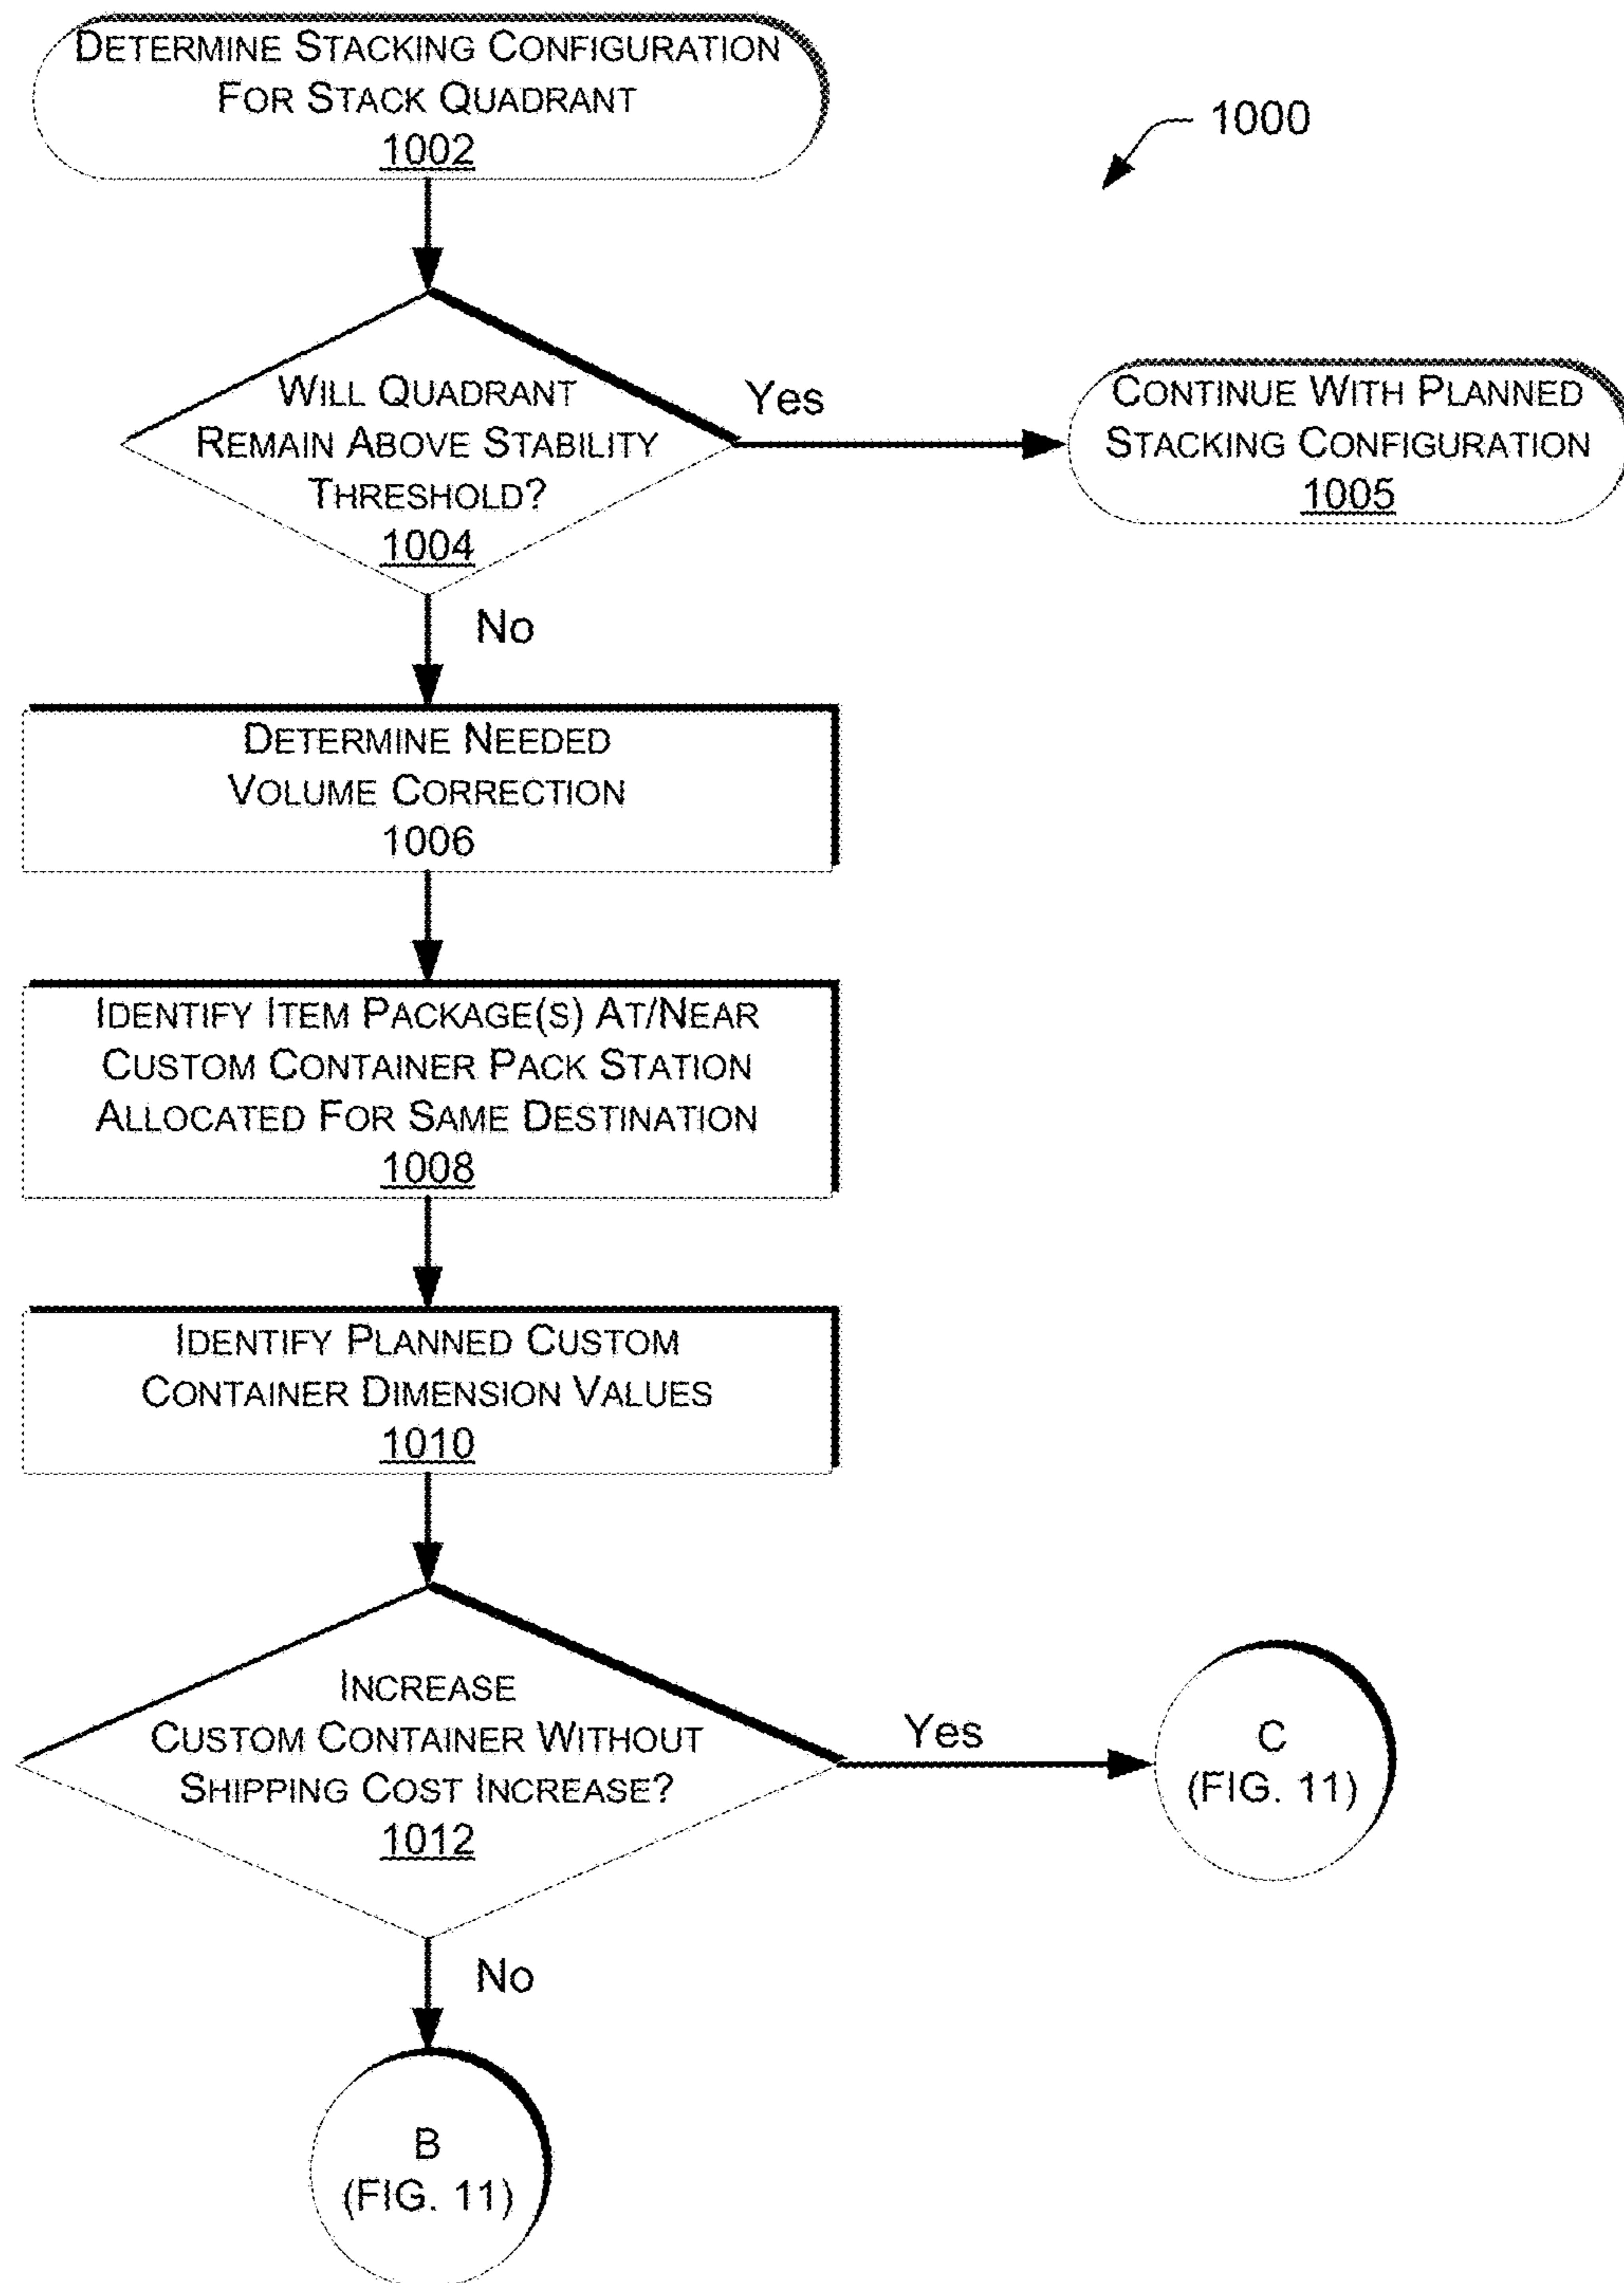 DETERMINE STACKING CONFIGURATION
FOR STACK QUADRANT
1002
1000
WILL QUADRANT
REMAIN ABOVE STABILITY
THRESHOLD?
1004
Yes
CONTINUE WITH PLANNED
STACKING CONFIGURATION
1005
No
DETERMINE NEEDED
VOLUME CORRECTION
1006
IDENTIFY ITEM PACKAGE(S) AT/NEAR
CUSTOM CONTAINER PACK STATION
ALLOCATED FOR SAME DESTINATION
1008
IDENTIFY PLANNED CUSTOM
CONTAINER DIMENSION VALUES
1010
INCREASE
CUSTOM CONTAINER WITHOUT
SHIPPING COST INCREASE?
1012
Yes
C
(FIG. 11)
No
B
(FIG. 11)